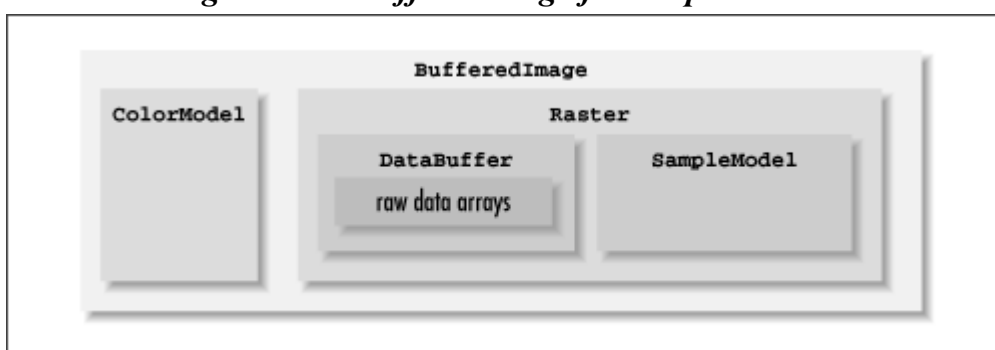 BufferedImage
ColorModel
Raster
DataBuffer
SampleModel
raw data arrays